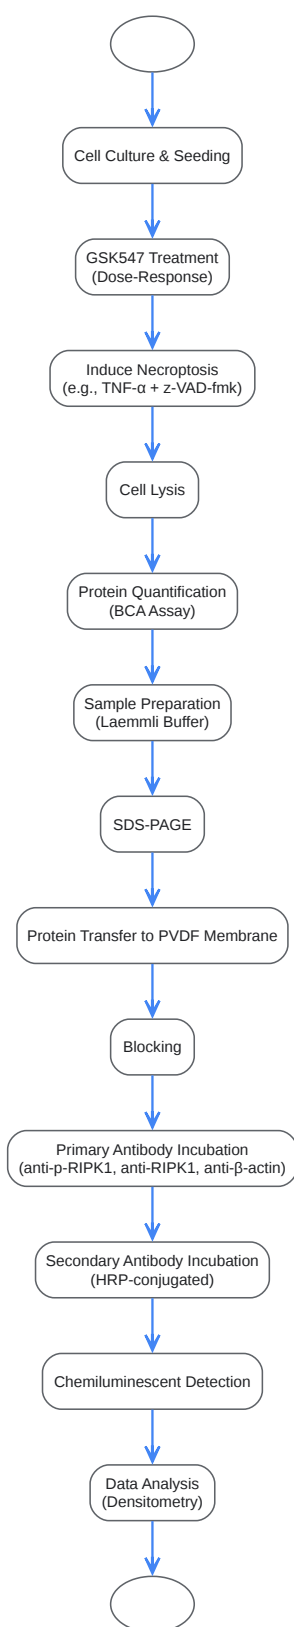 Cell Culture & Seeding
GSK547 Treatment
(Dose-Response)
Induce Necroptosis
(e.g., TNF-α + z-VAD-fmk)
Cell Lysis
Protein Quantification
(BCA Assay)
Sample Preparation
(Laemmli Buffer)
SDS-PAGE
Protein Transfer to PVDF Membrane
Blocking
Primary Antibody Incubation
(anti-p-RIPK1, anti-RIPK1, anti-β-actin)
Secondary Antibody Incubation
(HRP-conjugated)
Chemiluminescent Detection
Data Analysis
(Densitometry)